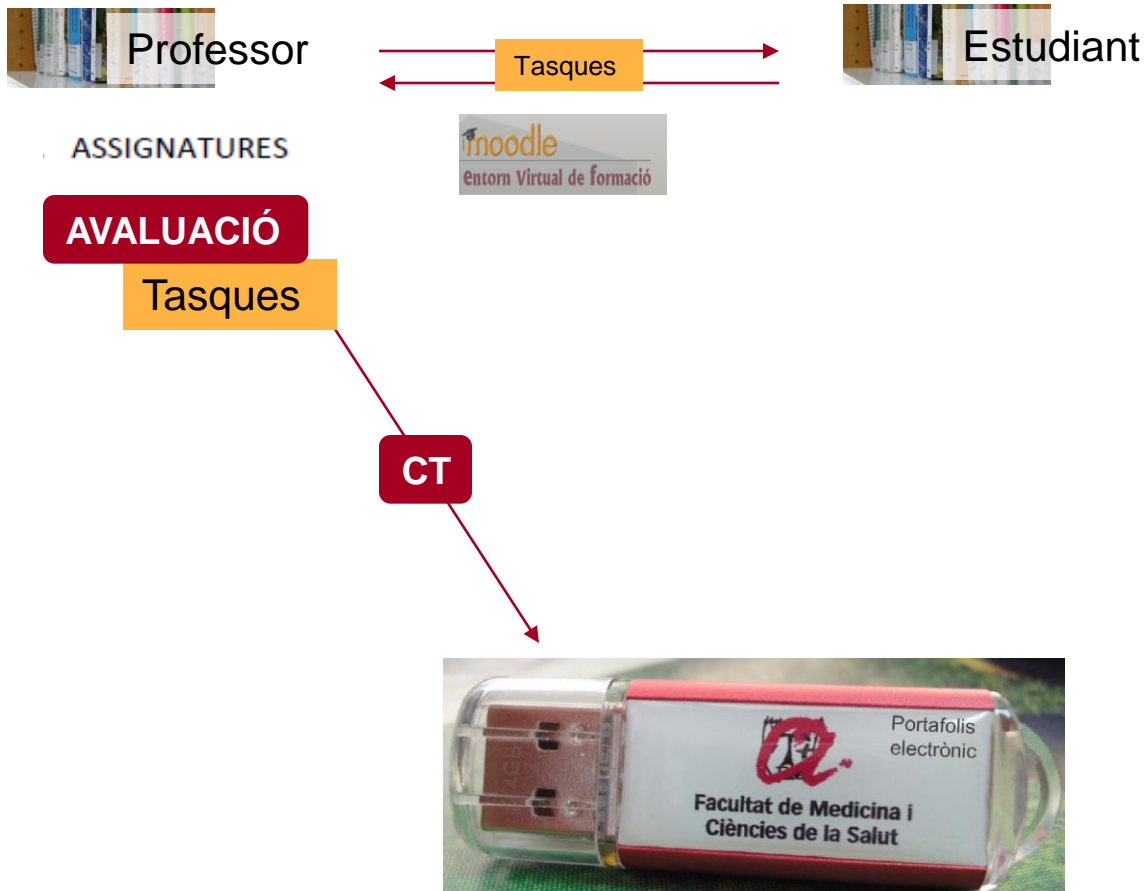 Professor
Tasques
Estudiant
ASSIGNATURES
moodle
entorn Virtual de formació
AVALUACIÓ
Tasques
CT
Portafolis
electrònic
Facultat de Medicina i
Ciències de la Salut